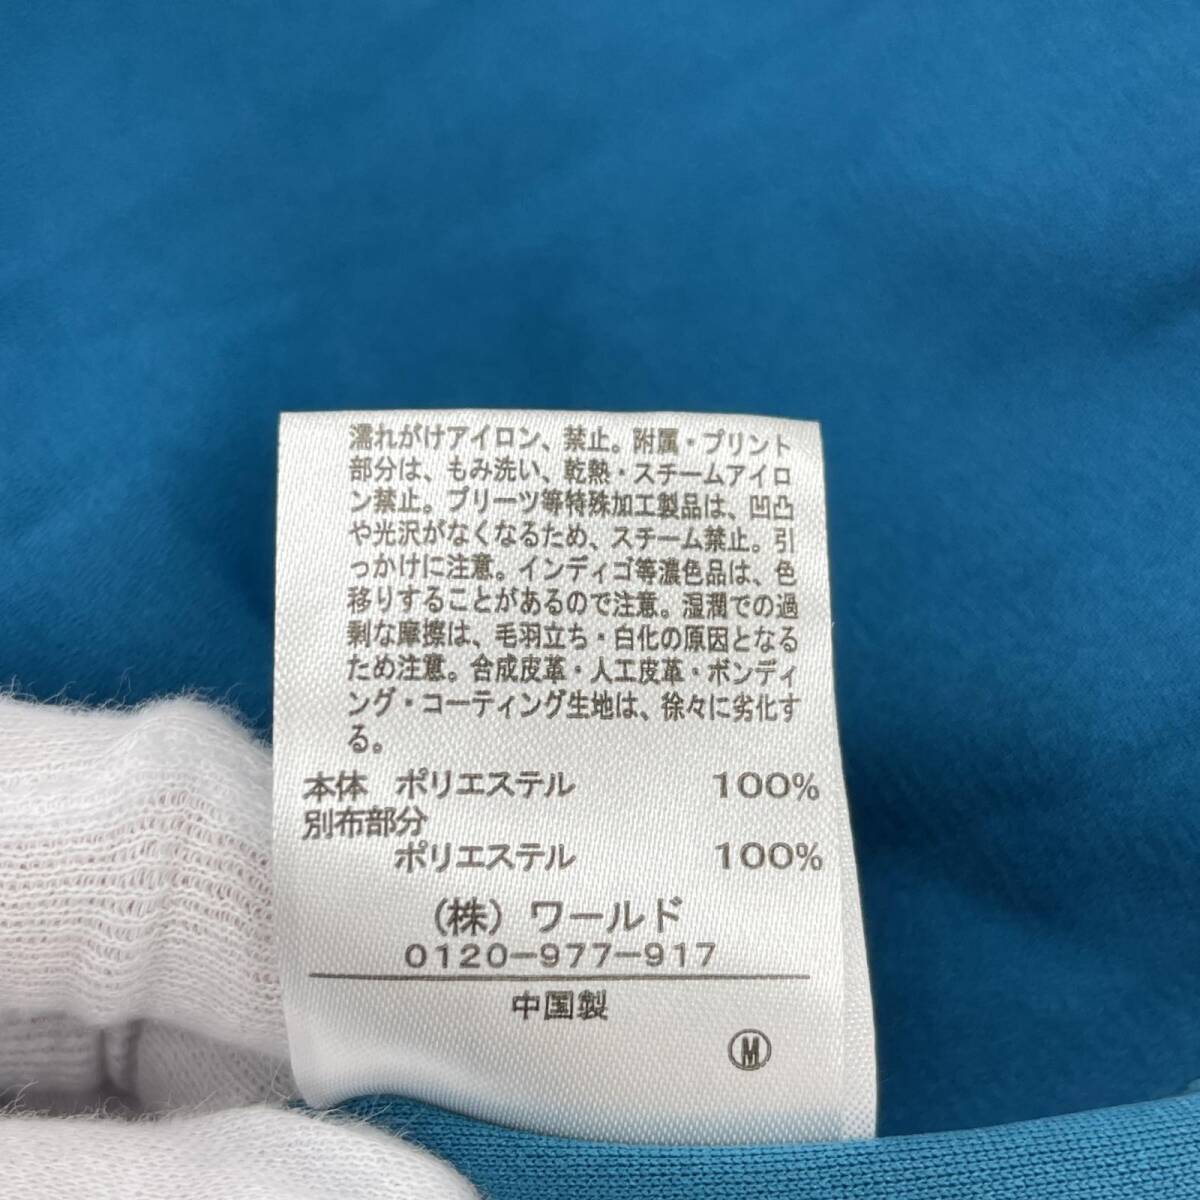 濡れがけアイロン、禁止。附属・プリント
部分は、もみ洗い、乾熱・スチームアイロ
ン禁止。プリーツ等特殊加工製品は、凹凸
や光沢がなくなるため、スチーム禁止。引
っかけに注意。インディゴ等濃色品は、色
移りすることがあるので注意。湿潤での過
剰な摩擦は、毛羽立ち・白化の原因となる
ため注意。合成皮革・人工皮革・ボンディ
ング・コーティング生地は、徐々に劣化す
る。
本体 ポリエステル 100%
別布部分
ポリエステル 100%
(株) ワールド
0120-977-917
中国製
M